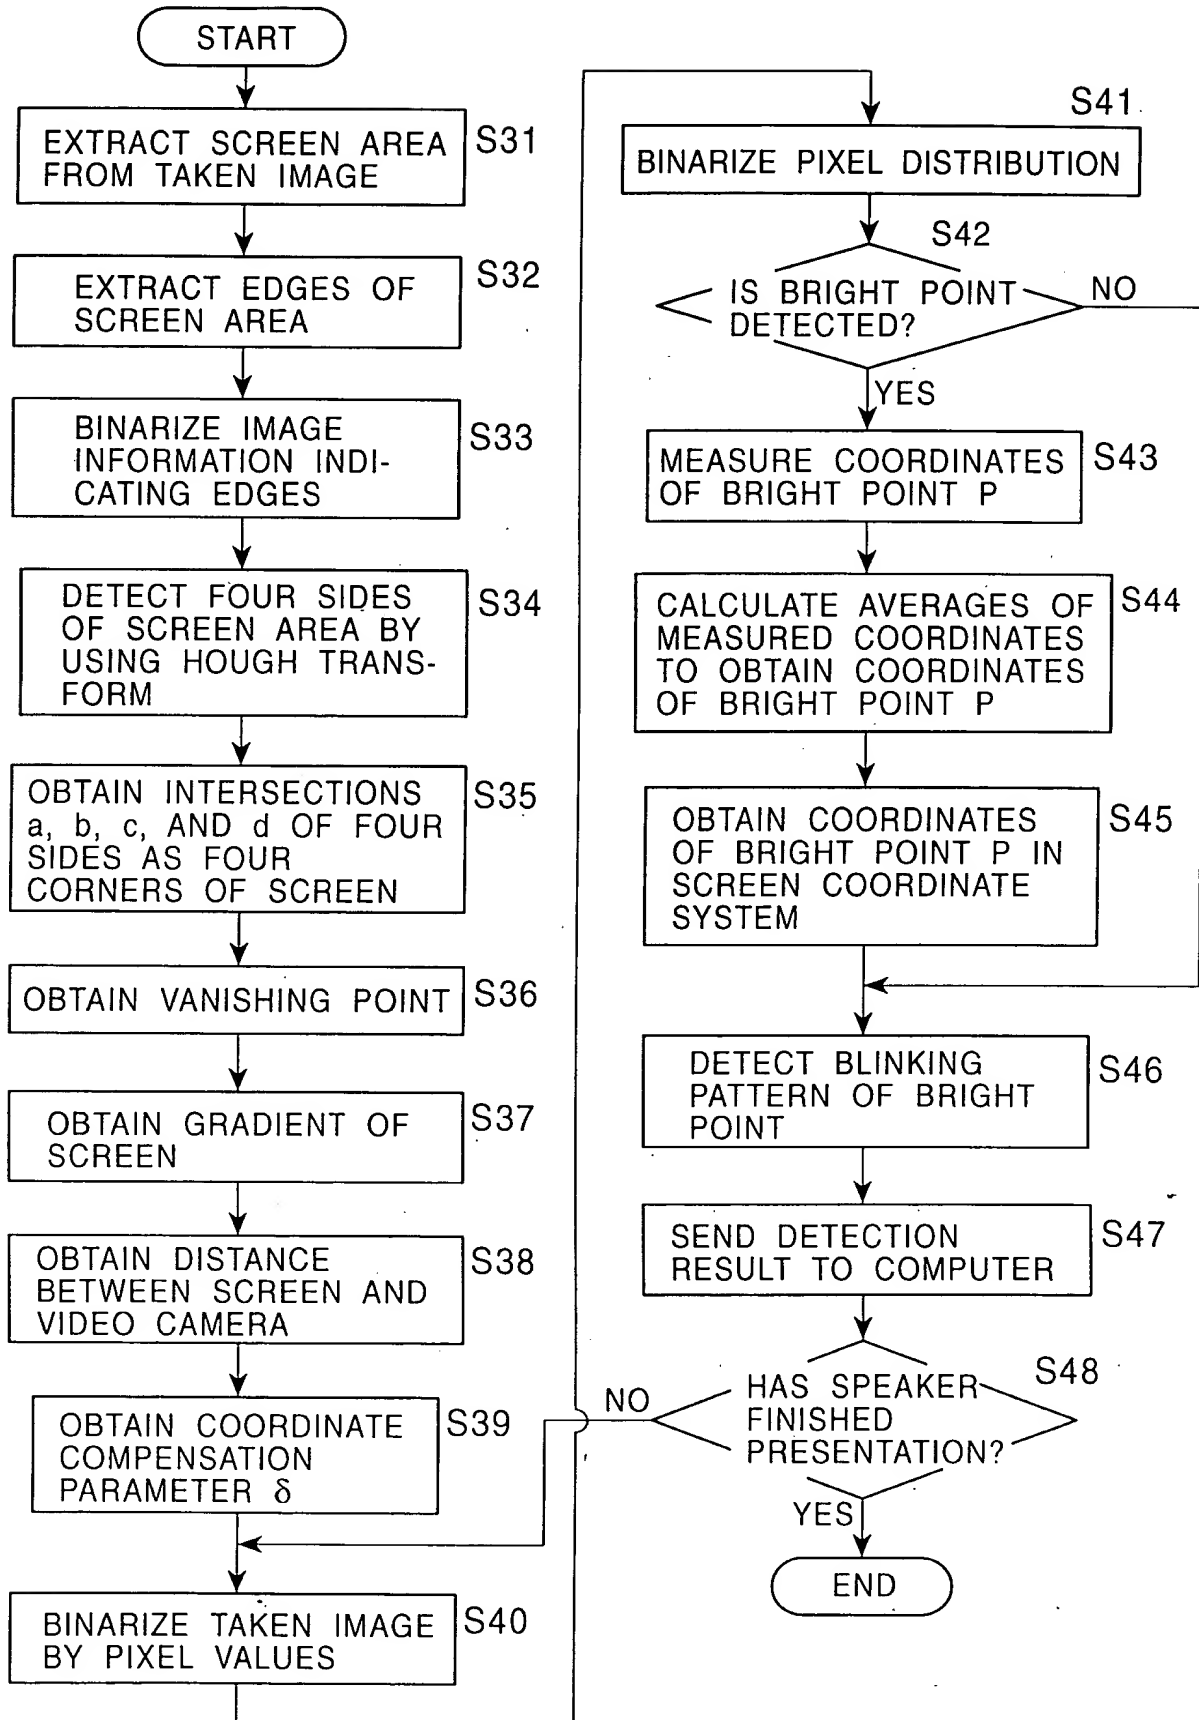 START
EXTRACT SCREEN AREA
FROM TAKEN IMAGE
S31
EXTRACT EDGES OF
SCREEN AREA
S32
BINARIZE IMAGE
INFORMATION INDI-
CATING EDGES
S33
DETECT FOUR SIDES
OF SCREEN AREA BY
USING HOUGH TRANS-
FORM
S34
OBTAIN INTERSECTIONS
a, b, c, AND d OF FOUR
SIDES AS FOUR
CORNERS OF SCREEN
S35
OBTAIN VANISHING POINT
S36
OBTAIN GRADIENT OF
SCREEN
S37
OBTAIN DISTANCE
BETWEEN SCREEN AND
VIDEO CAMERA
S38
OBTAIN COORDINATE
COMPENSATION
PARAMETER δ
S39
BINARIZE TAKEN IMAGE
BY PIXEL VALUES
S40
S41
BINARIZE PIXEL DISTRIBUTION
S42
IS BRIGHT POINT
DETECTED?
NO
YES
MEASURE COORDINATES
OF BRIGHT POINT P
S43
CALCULATE AVERAGES OF
MEASURED COORDINATES
TO OBTAIN COORDINATES
OF BRIGHT POINT P
S44
OBTAIN COORDINATES
OF BRIGHT POINT P IN
SCREEN COORDINATE
SYSTEM
S45
DETECT BLINKING
PATTERN OF BRIGHT
POINT
S46
SEND DETECTION
RESULT TO COMPUTER
S47
HAS SPEAKER
FINISHED
PRESENTATION?
S48
NO
YES
END